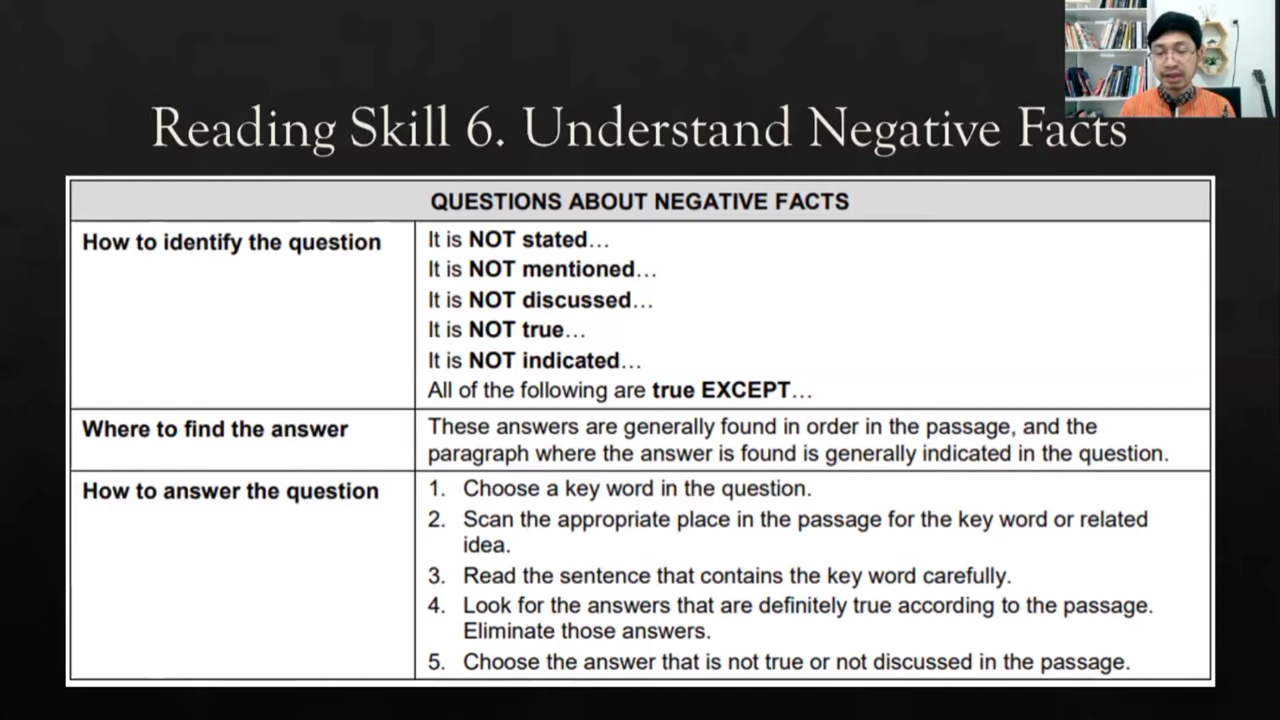 Reading Skill 6. Understand Negative Facts
QUESTIONS ABOUT NEGATIVE FACTS
How to identify the question
It is NOT stated…
It is NOT mentioned…
It is NOT discussed…
It is NOT true…
It is NOT indicated…
All of the following are true EXCEPT…
Where to find the answer
These answers are generally found in order in the passage, and the
paragraph where the answer is found is generally indicated in the question.
How to answer the question
1. Choose a key word in the question.
2. Scan the appropriate place in the passage for the key word or related
idea.
3. Read the sentence that contains the key word carefully.
4. Look for the answers that are definitely true according to the passage.
Eliminate those answers.
5. Choose the answer that is not true or not discussed in the passage.